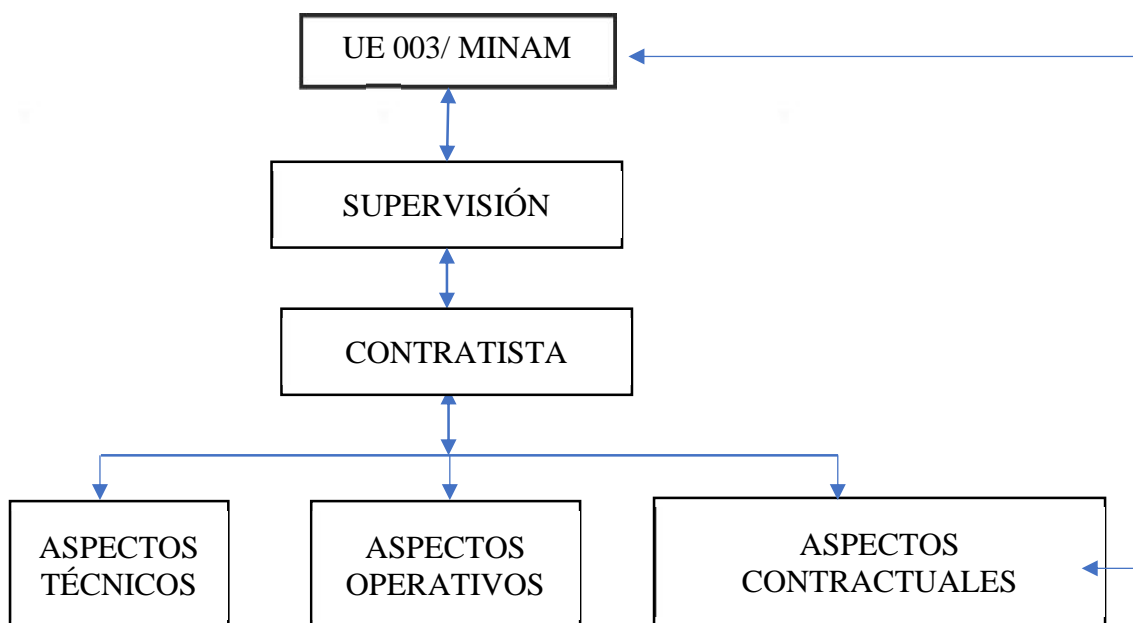 UE 003/ MINAM
SUPERVISIÓN
CONTRATISTA
ASPECTOS
TÉCNICOS
ASPECTOS
OPERATIVOS
ASPECTOS
CONTRACTUALES